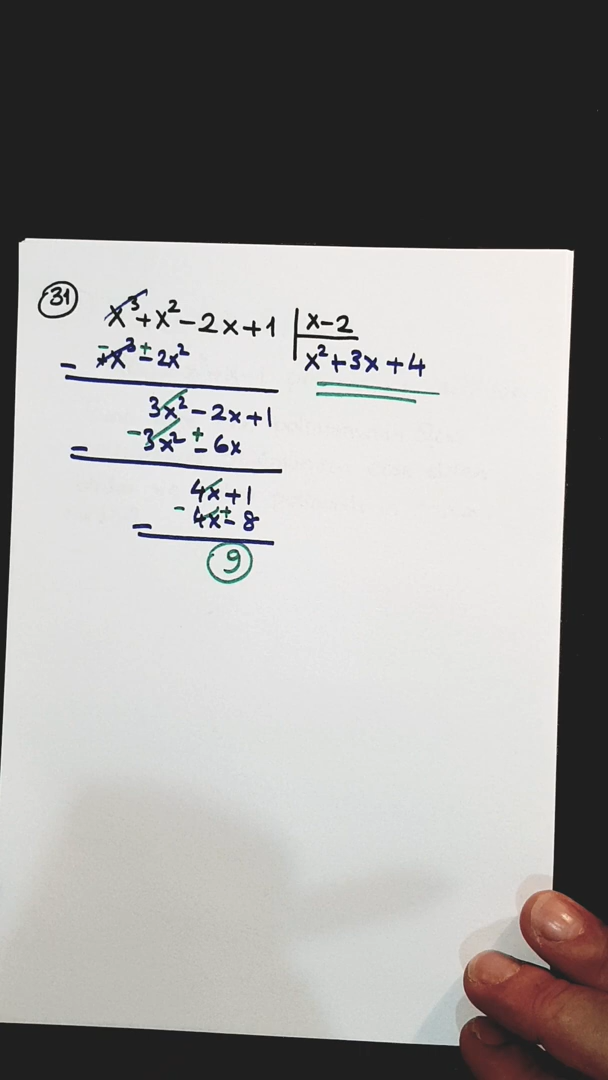 31
x³+x²-2x+1 | x-2
-x³+-2x² x²+3x+4
3x²-2x+1
-3x²+-6x
4x+1
-4x+-8
9